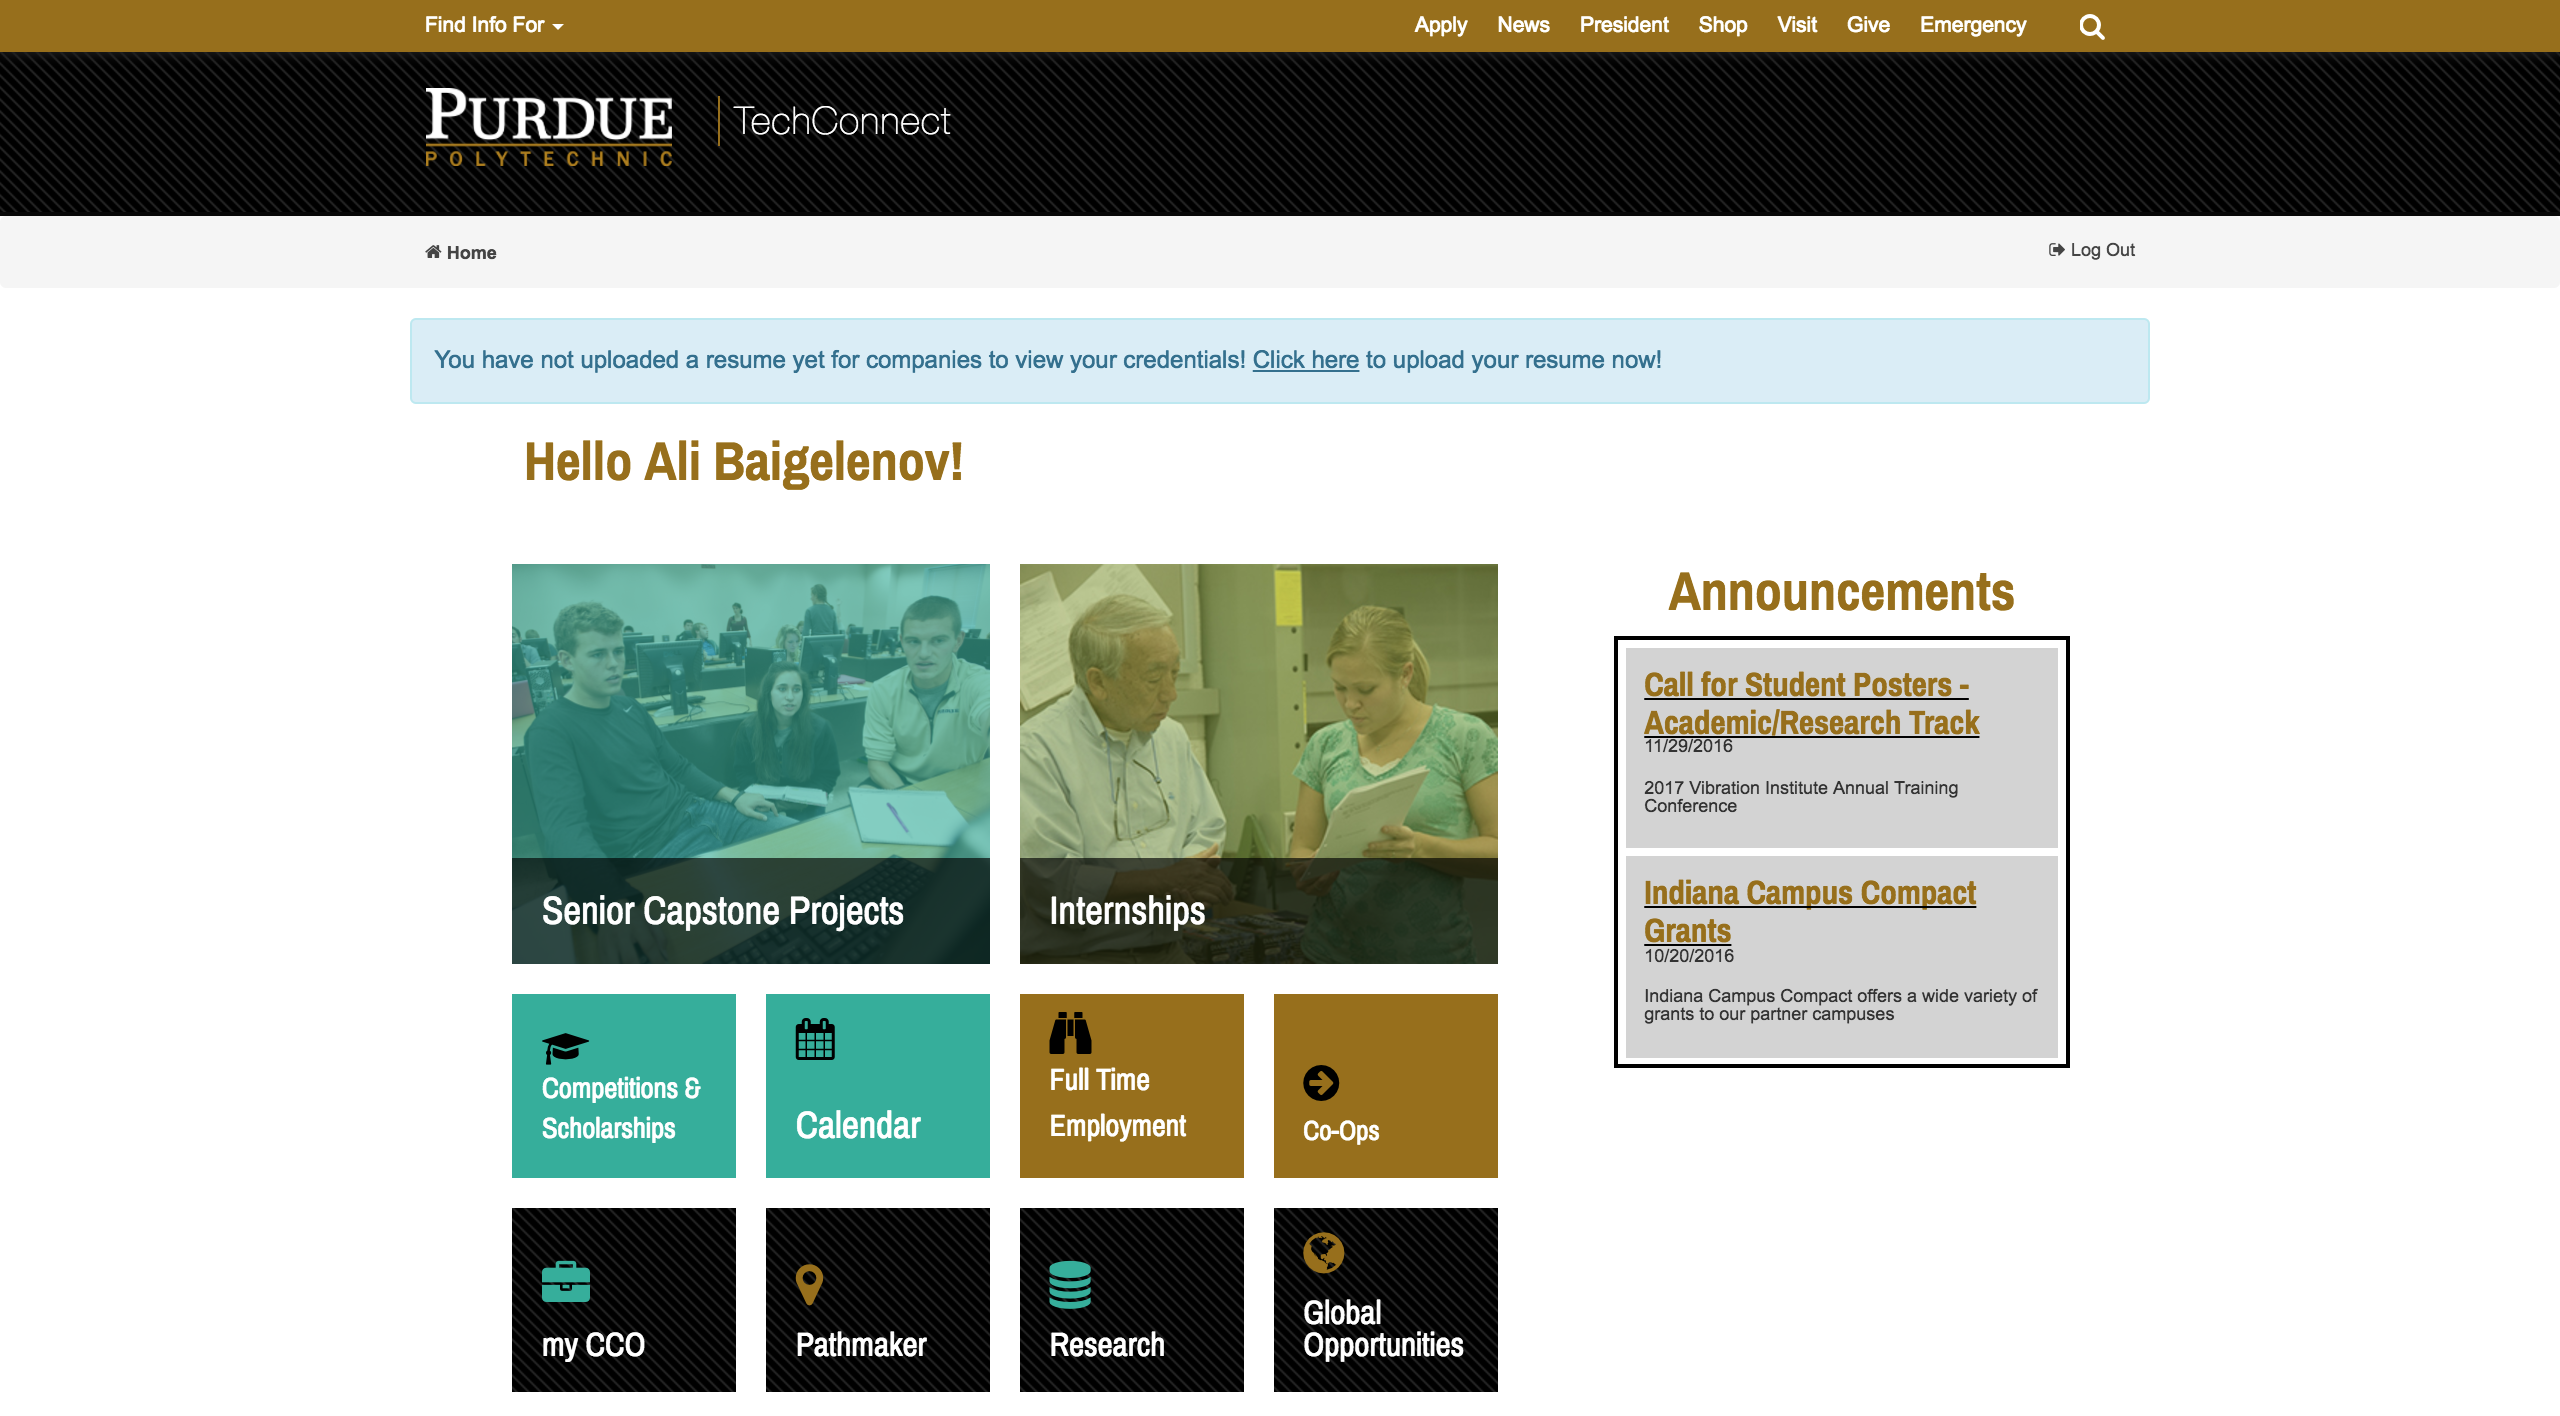 Find Info For
Apply News President Shop Visit Give Emergency
PURDUE
POLYTECHNIC
TechConnect
Home
Log Out
You have not uploaded a resume yet for companies to view your credentials! Click here to upload your resume now!
Hello Ali Baigelenov!
Senior Capstone Projects
Internships
Announcements
Call for Student Posters -
Academic/Research Track
11/29/2016
2017 Vibration Institute Annual Training
Conference
Indiana Campus Compact
Grants
10/20/2016
Indiana Campus Compact offers a wide variety of
grants to our partner campuses
Competitions &
Scholarships
Calendar
Full Time
Employment
Co-Ops
my CCO
Pathmaker
Research
Global
Opportunities